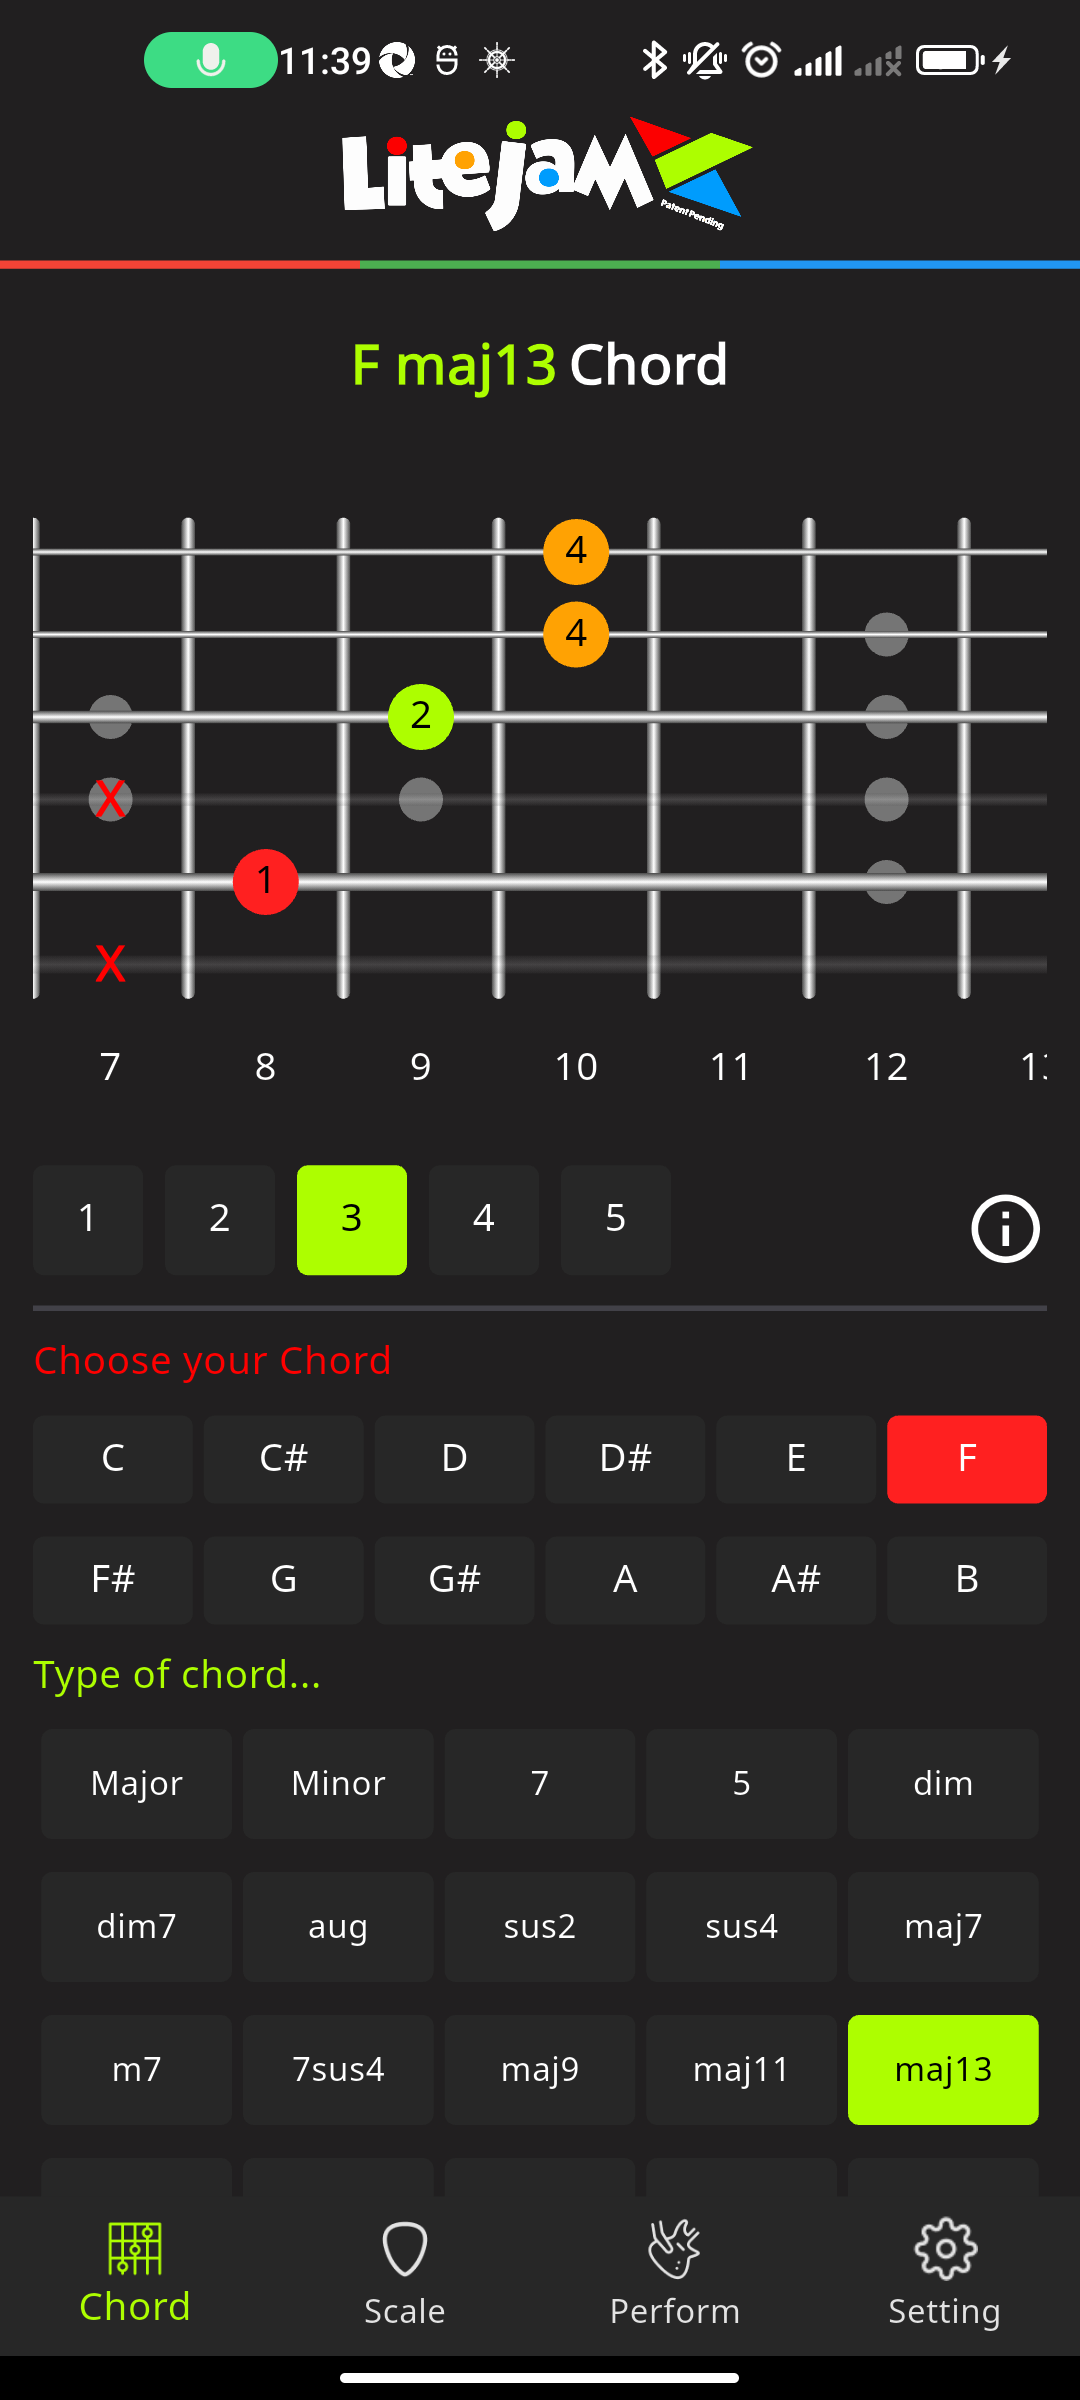 11:39
LitejaM
Patent Pending
F maj13 Chord
4
4
2
X
1
X
7 8 9 10 11 12
1 2 3 4 5
Choose your Chord
C C# D D# E F
F# G G# A A# B
Type of chord...
Major Minor 7 5 dim
dim7 aug sus2 sus4 maj7
m7 7sus4 maj9 maj11 maj13
Chord Scale Perform Setting